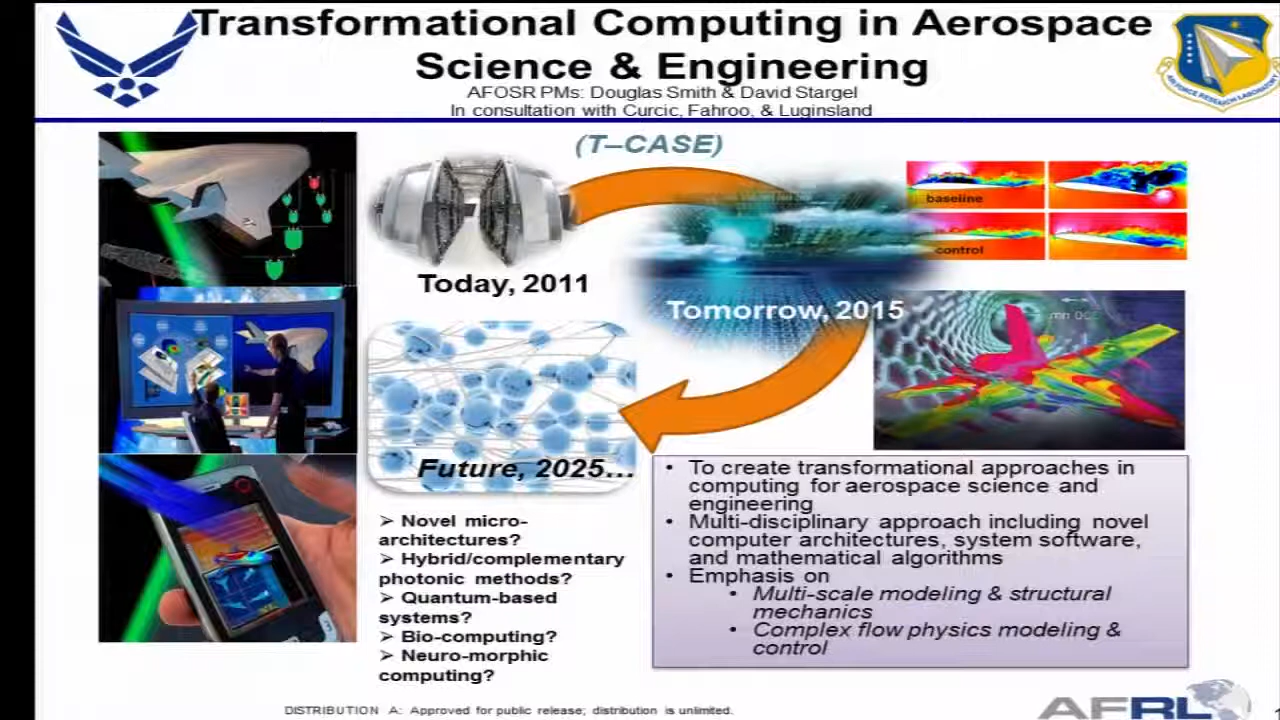 Transformational Computing in Aerospace
Science & Engineering
AFOSR PMs: Douglas Smith & David Stargel
In consultation with Curcic, Fahroo, & Luginsland
AIR FORCE RESEARCH LABORATORY
(T–CASE)
baseline
control
Today, 2011
Tomorrow, 2015
Future, 2025…
➢ Novel micro-
architectures?
➢ Hybrid/complementary
photonic methods?
➢ Quantum-based
systems?
➢ Bio-computing?
➢ Neuro-morphic
computing?
• To create transformational approaches in
computing for aerospace science and
engineering
• Multi-disciplinary approach including novel
computer architectures, system software,
and mathematical algorithms
• Emphasis on
• Multi-scale modeling & structural
mechanics
• Complex flow physics modeling &
control
DISTRIBUTION A: Approved for public release; distribution is unlimited.
AFRL